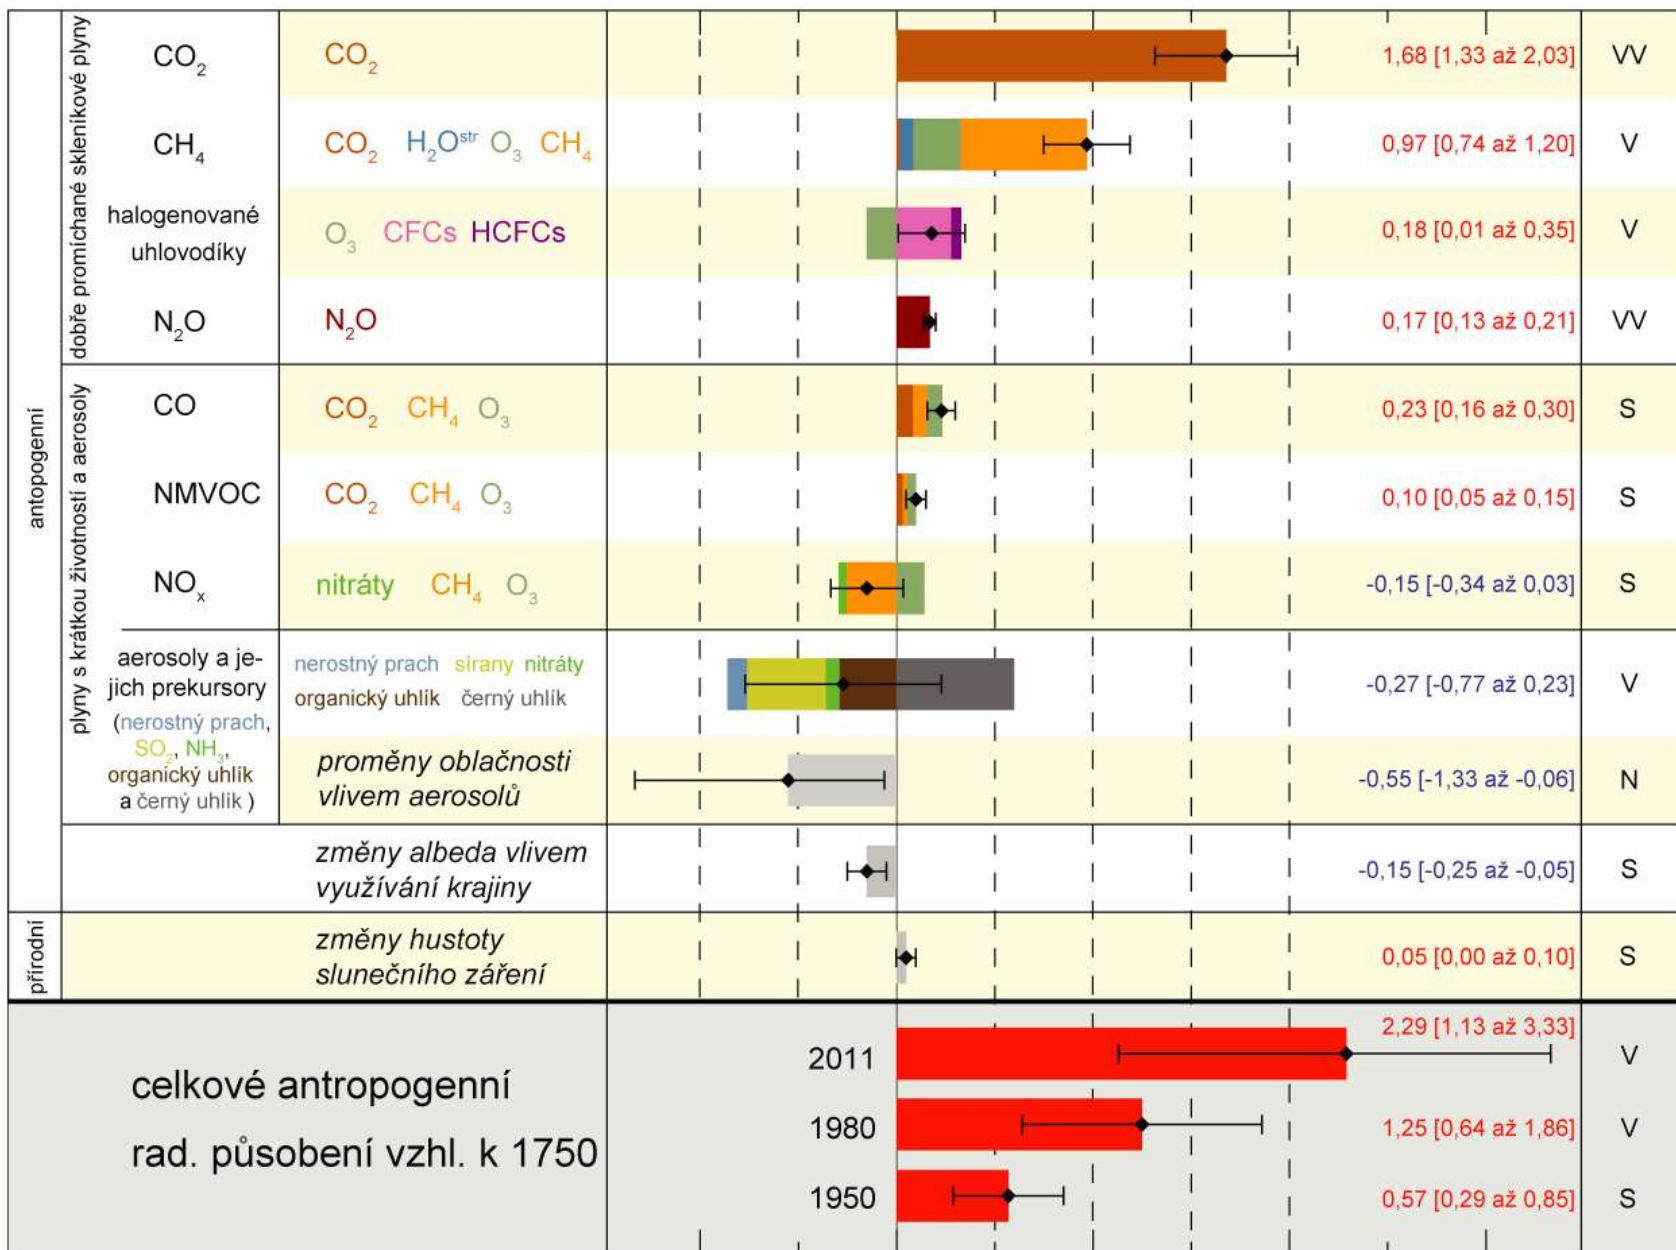 antopogenní
dobře promíchané skleníkové plyny
CO2
CO2
1,68 [1,33 až 2,03]
VV
CH4
CO2 H2Ostr O3 CH4
0,97 [0,74 až 1,20]
V
halogenované
uhlovodíky
O3 CFCs HCFCs
0,18 [0,01 až 0,35]
V
N2O
N2O
0,17 [0,13 až 0,21]
VV
plyny s krátkou životností a aerosoly
CO
CO2 CH4 O3
0,23 [0,16 až 0,30]
S
NMVOC
CO2 CH4 O3
0,10 [0,05 až 0,15]
S
NOx
nitráty CH4 O3
-0,15 [-0,34 až 0,03]
S
aerosoly a je-
jich prekursory
(nerostný prach,
SO2, NH3,
organický uhlík
a černý uhlík )
nerostný prach sírany nitráty
organický uhlík černý uhlík
-0,27 [-0,77 až 0,23]
V
proměny oblačnosti
vlivem aerosolů
-0,55 [-1,33 až -0,06]
N
změny albeda vlivem
využívání krajiny
-0,15 [-0,25 až -0,05]
S
přírodní
změny hustoty
slunečního záření
0,05 [0,00 až 0,10]
S
celkové antropogenní
rad. působení vzhl. k 1750
2011
2,29 [1,13 až 3,33]
V
1980
1,25 [0,64 až 1,86]
V
1950
0,57 [0,29 až 0,85]
S